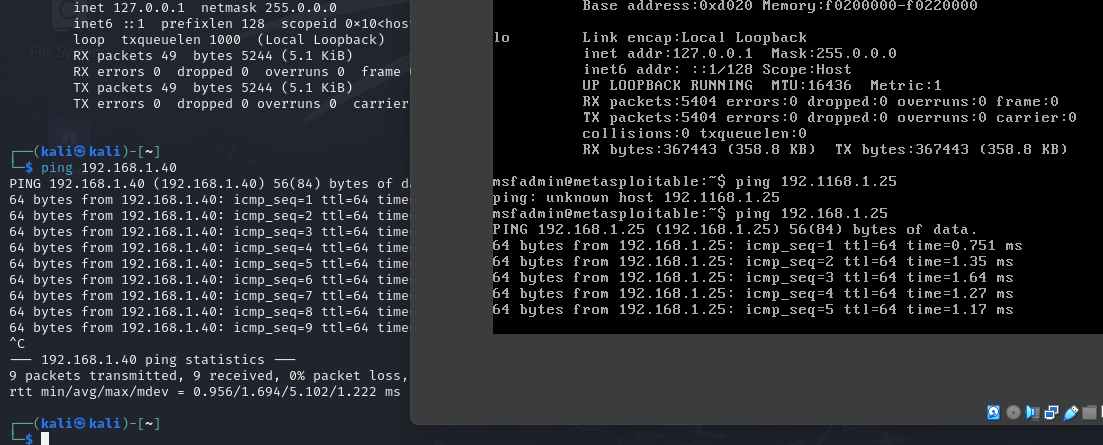 inet 127.0.0.1 netmask 255.0.0.0
inet6 ::1 prefixlen 128 scopeid 0×10<host
loop txqueuelen 1000 (Local Loopback)
RX packets 49 bytes 5244 (5.1 KiB)
RX errors 0 dropped 0 overruns 0 frame
TX packets 49 bytes 5244 (5.1 KiB)
TX errors 0 dropped 0 overruns 0 carrier
File Sy
┌──(kali㉿kali)-[~]
└─$ ping 192.168.1.40
PING 192.168.1.40 (192.168.1.40) 56(84) bytes of
64 bytes from 192.168.1.40: icmp_seq=1 ttl=64 time
64 bytes from 192.168.1.40: icmp_seq=2 ttl=64 time
64 bytes from 192.168.1.40: icmp_seq=3 ttl=64 time
64 bytes from 192.168.1.40: icmp_seq=4 ttl=64 time
64 bytes from 192.168.1.40: icmp_seq=5 ttl=64 time
64 bytes from 192.168.1.40: icmp_seq=6 ttl=64 time
64 bytes from 192.168.1.40: icmp_seq=7 ttl=64 time
64 bytes from 192.168.1.40: icmp_seq=8 ttl=64 time
64 bytes from 192.168.1.40: icmp_seq=9 ttl=64 time
^C
--- 192.168.1.40 ping statistics ---
9 packets transmitted, 9 received, 0% packet loss,
rtt min/avg/max/mdev = 0.956/1.694/5.102/1.222 ms
┌──(kali㉿kali)-[~]
└─$
Base address:0xd020 Memory:f0200000-f0220000
lo Link encap:Local Loopback
inet addr:127.0.0.1 Mask:255.0.0.0
inet6 addr: ::1/128 Scope:Host
UP LOOPBACK RUNNING MTU:16436 Metric:1
RX packets:5404 errors:0 dropped:0 overruns:0 frame:0
TX packets:5404 errors:0 dropped:0 overruns:0 carrier:0
collisions:0 txqueuelen:0
RX bytes:367443 (358.8 KB) TX bytes:367443 (358.8 KB)
msfadmin@metasploitable:~$ ping 192.1168.1.25
ping: unknown host 192.1168.1.25
msfadmin@metasploitable:~$ ping 192.168.1.25
PING 192.168.1.25 (192.168.1.25) 56(84) bytes of data.
64 bytes from 192.168.1.25: icmp_seq=1 ttl=64 time=0.751 ms
64 bytes from 192.168.1.25: icmp_seq=2 ttl=64 time=1.35 ms
64 bytes from 192.168.1.25: icmp_seq=3 ttl=64 time=1.64 ms
64 bytes from 192.168.1.25: icmp_seq=4 ttl=64 time=1.27 ms
64 bytes from 192.168.1.25: icmp_seq=5 ttl=64 time=1.17 ms